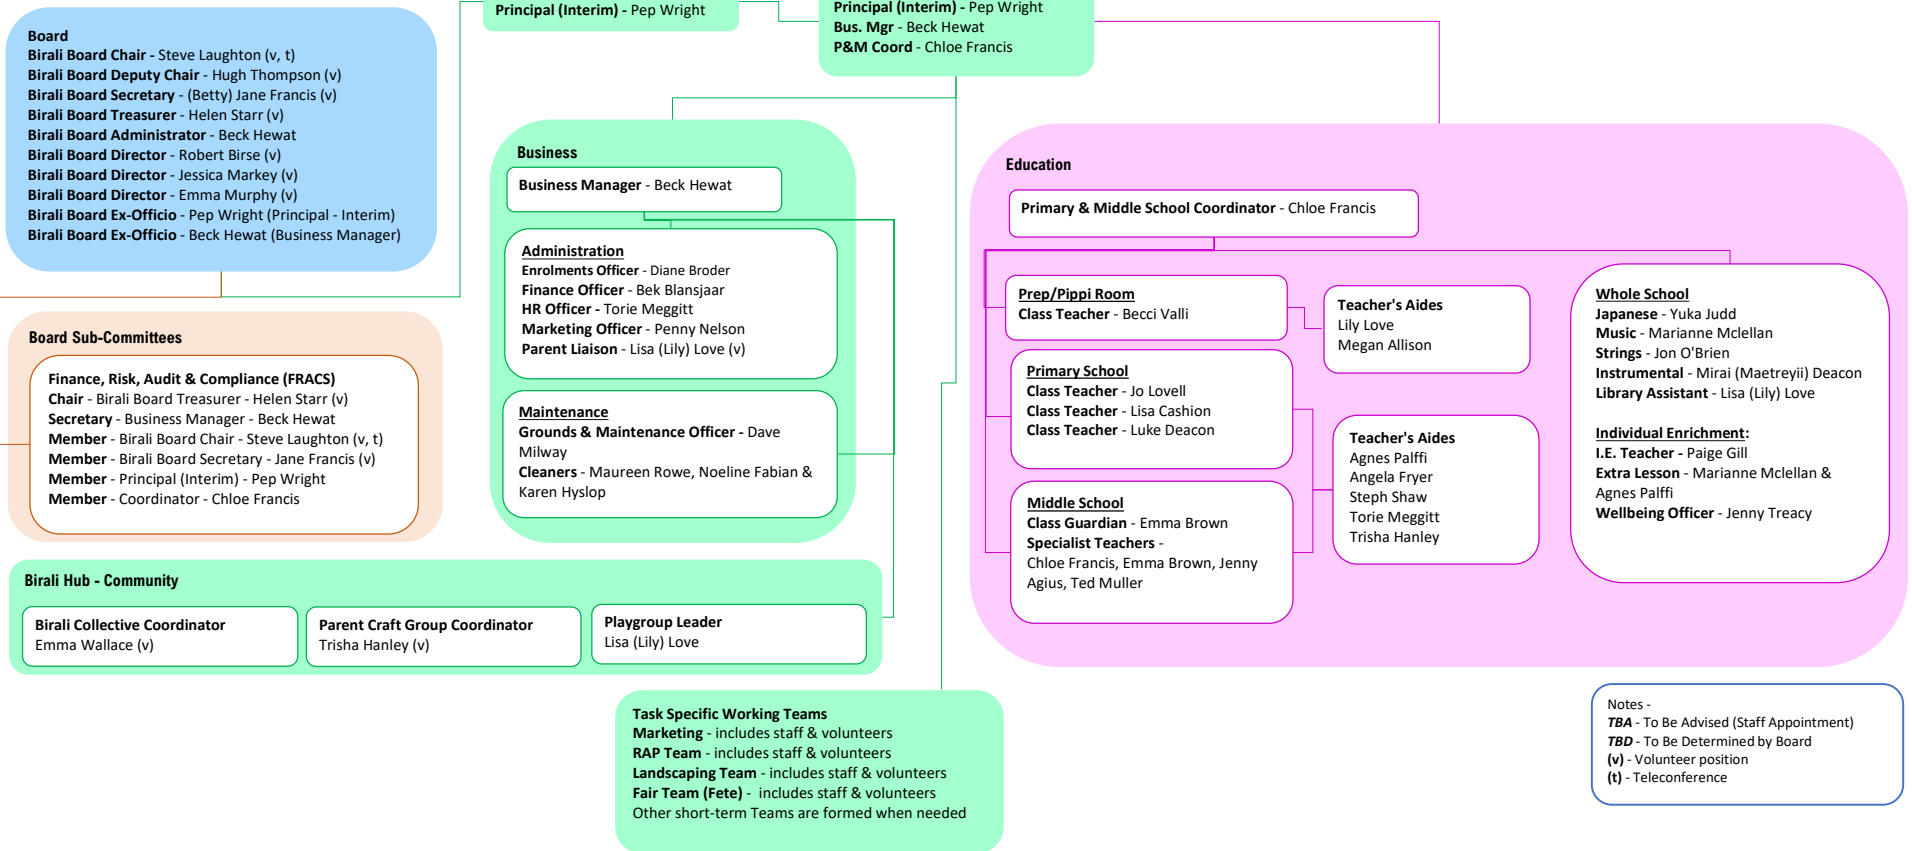 Principal (Interim) - Pep Wright
Principal (Interim) - Pep Wright
Bus. Mgr - Beck Hewat
P&M Coord - Chloe Francis
Board
Birali Board Chair - Steve Laughton (v, t)
Birali Board Deputy Chair - Hugh Thompson (v)
Birali Board Secretary - (Betty) Jane Francis (v)
Birali Board Treasurer - Helen Starr (v)
Birali Board Administrator - Beck Hewat
Birali Board Director - Robert Birse (v)
Birali Board Director - Jessica Markey (v)
Birali Board Director - Emma Murphy (v)
Birali Board Ex-Officio - Pep Wright (Principal - Interim)
Birali Board Ex-Officio - Beck Hewat (Business Manager)
Board Sub-Committees
Finance, Risk, Audit & Compliance (FRACS)
Chair - Birali Board Treasurer - Helen Starr (v)
Secretary - Business Manager - Beck Hewat
Member - Birali Board Chair - Steve Laughton (v, t)
Member - Birali Board Secretary - Jane Francis (v)
Member - Principal (Interim) - Pep Wright
Member - Coordinator - Chloe Francis
Business
Business Manager - Beck Hewat
Administration
Enrolments Officer - Diane Broder
Finance Officer - Bek Blansjaar
HR Officer - Torie Meggitt
Marketing Officer - Penny Nelson
Parent Liaison - Lisa (Lily) Love (v)
Maintenance
Grounds & Maintenance Officer - Dave
Milway
Cleaners - Maureen Rowe, Noeline Fabian &
Karen Hyslop
Birali Hub - Community
Birali Collective Coordinator
Emma Wallace (v)
Parent Craft Group Coordinator
Trisha Hanley (v)
Playgroup Leader
Lisa (Lily) Love
Task Specific Working Teams
Marketing - includes staff & volunteers
RAP Team - includes staff & volunteers
Landscaping Team - includes staff & volunteers
Fair Team (Fete) - includes staff & volunteers
Other short-term Teams are formed when needed
Education
Primary & Middle School Coordinator - Chloe Francis
Prep/Pippi Room
Class Teacher - Becci Valli
Teacher's Aides
Lily Love
Megan Allison
Primary School
Class Teacher - Jo Lovell
Class Teacher - Lisa Cashion
Class Teacher - Luke Deacon
Middle School
Class Guardian - Emma Brown
Specialist Teachers -
Chloe Francis, Emma Brown, Jenny
Agius, Ted Muller
Teacher's Aides
Agnes Palffi
Angela Fryer
Steph Shaw
Torie Meggitt
Trisha Hanley
Whole School
Japanese - Yuka Judd
Music - Marianne Mclellan
Strings - Jon O'Brien
Instrumental - Mirai (Maetreyii) Deacon
Library Assistant - Lisa (Lily) Love
Individual Enrichment:
I.E. Teacher - Paige Gill
Extra Lesson - Marianne Mclellan &
Agnes Palffi
Wellbeing Officer - Jenny Treacy
Notes -
TBA - To Be Advised (Staff Appointment)
TBD - To Be Determined by Board
(v) - Volunteer position
(t) - Teleconference